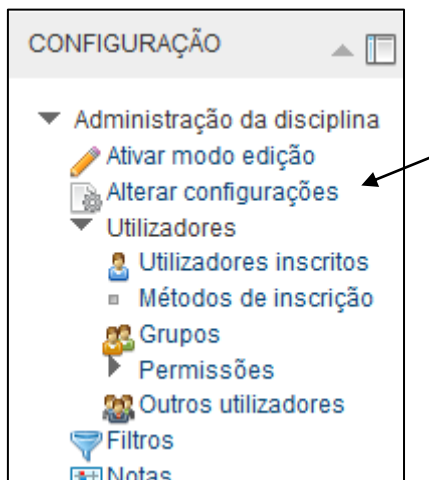 CONFIGURAÇÃO
Administração da disciplina
Ativar modo edição
Alterar configurações
Utilizadores
Utilizadores inscritos
Métodos de inscrição
Grupos
Permissões
Outros utilizadores
Filtros
Notas